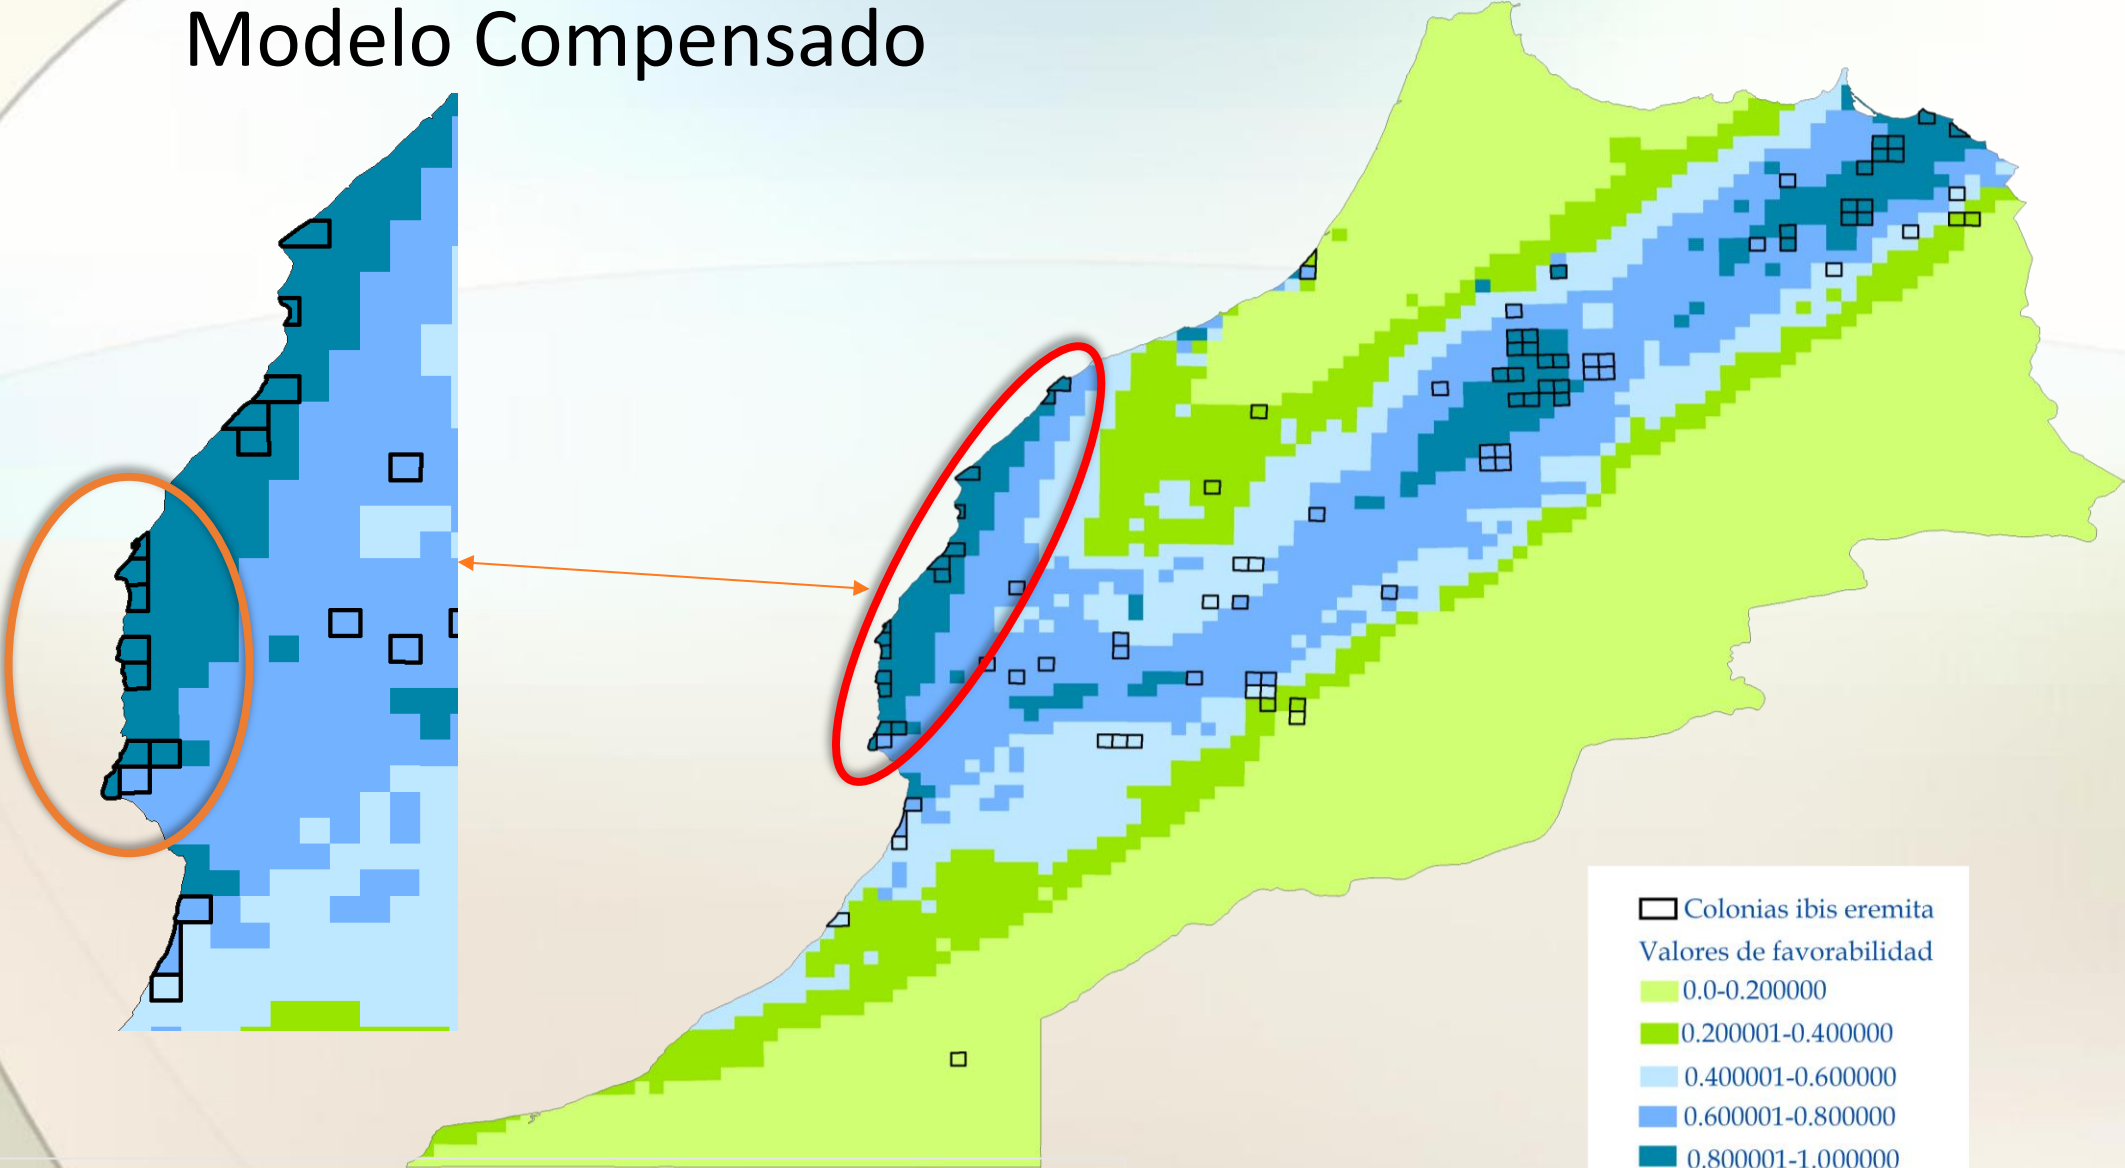 Modelo Compensado
Colonias ibis eremita
Valores de favorabilidad
0.0-0.200000
0.200001-0.400000
0.400001-0.600000
0.600001-0.800000
0.800001-1.000000